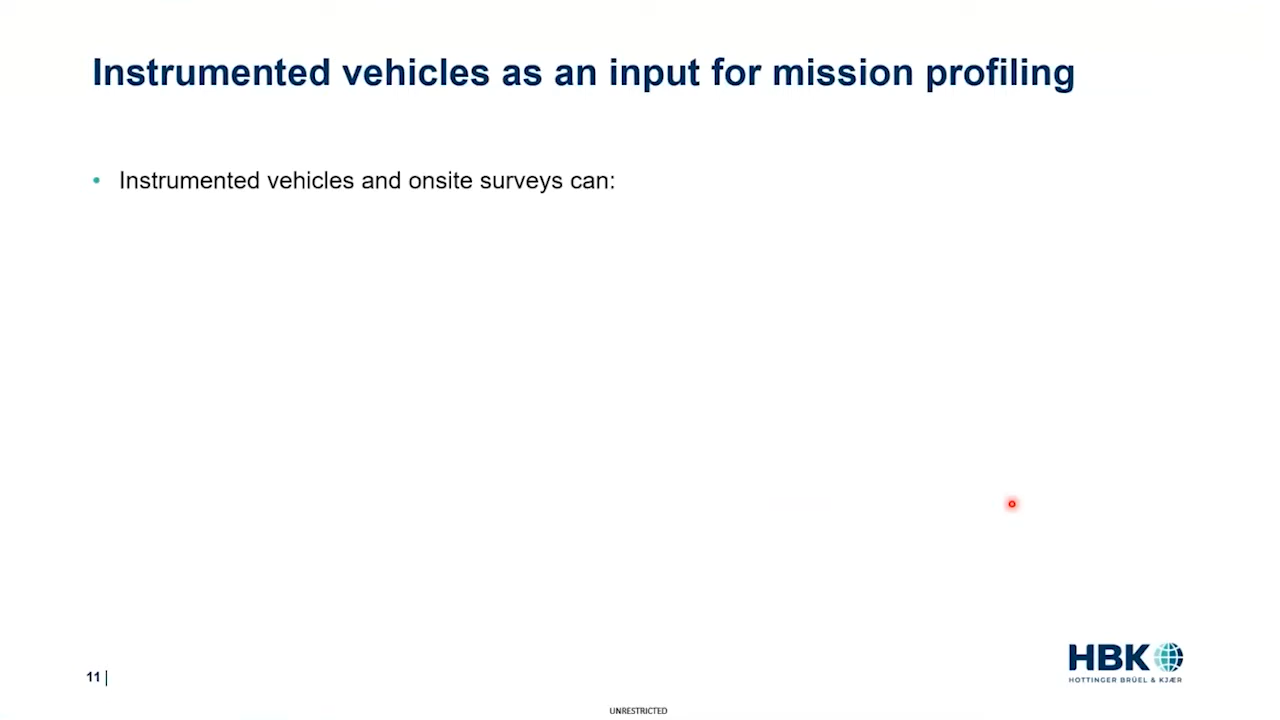 Instrumented vehicles as an input for mission profiling
• Instrumented vehicles and onsite surveys can:
HBK
HOTTINGER BRÜEL & KJÆR
11 |
UNRESTRICTED